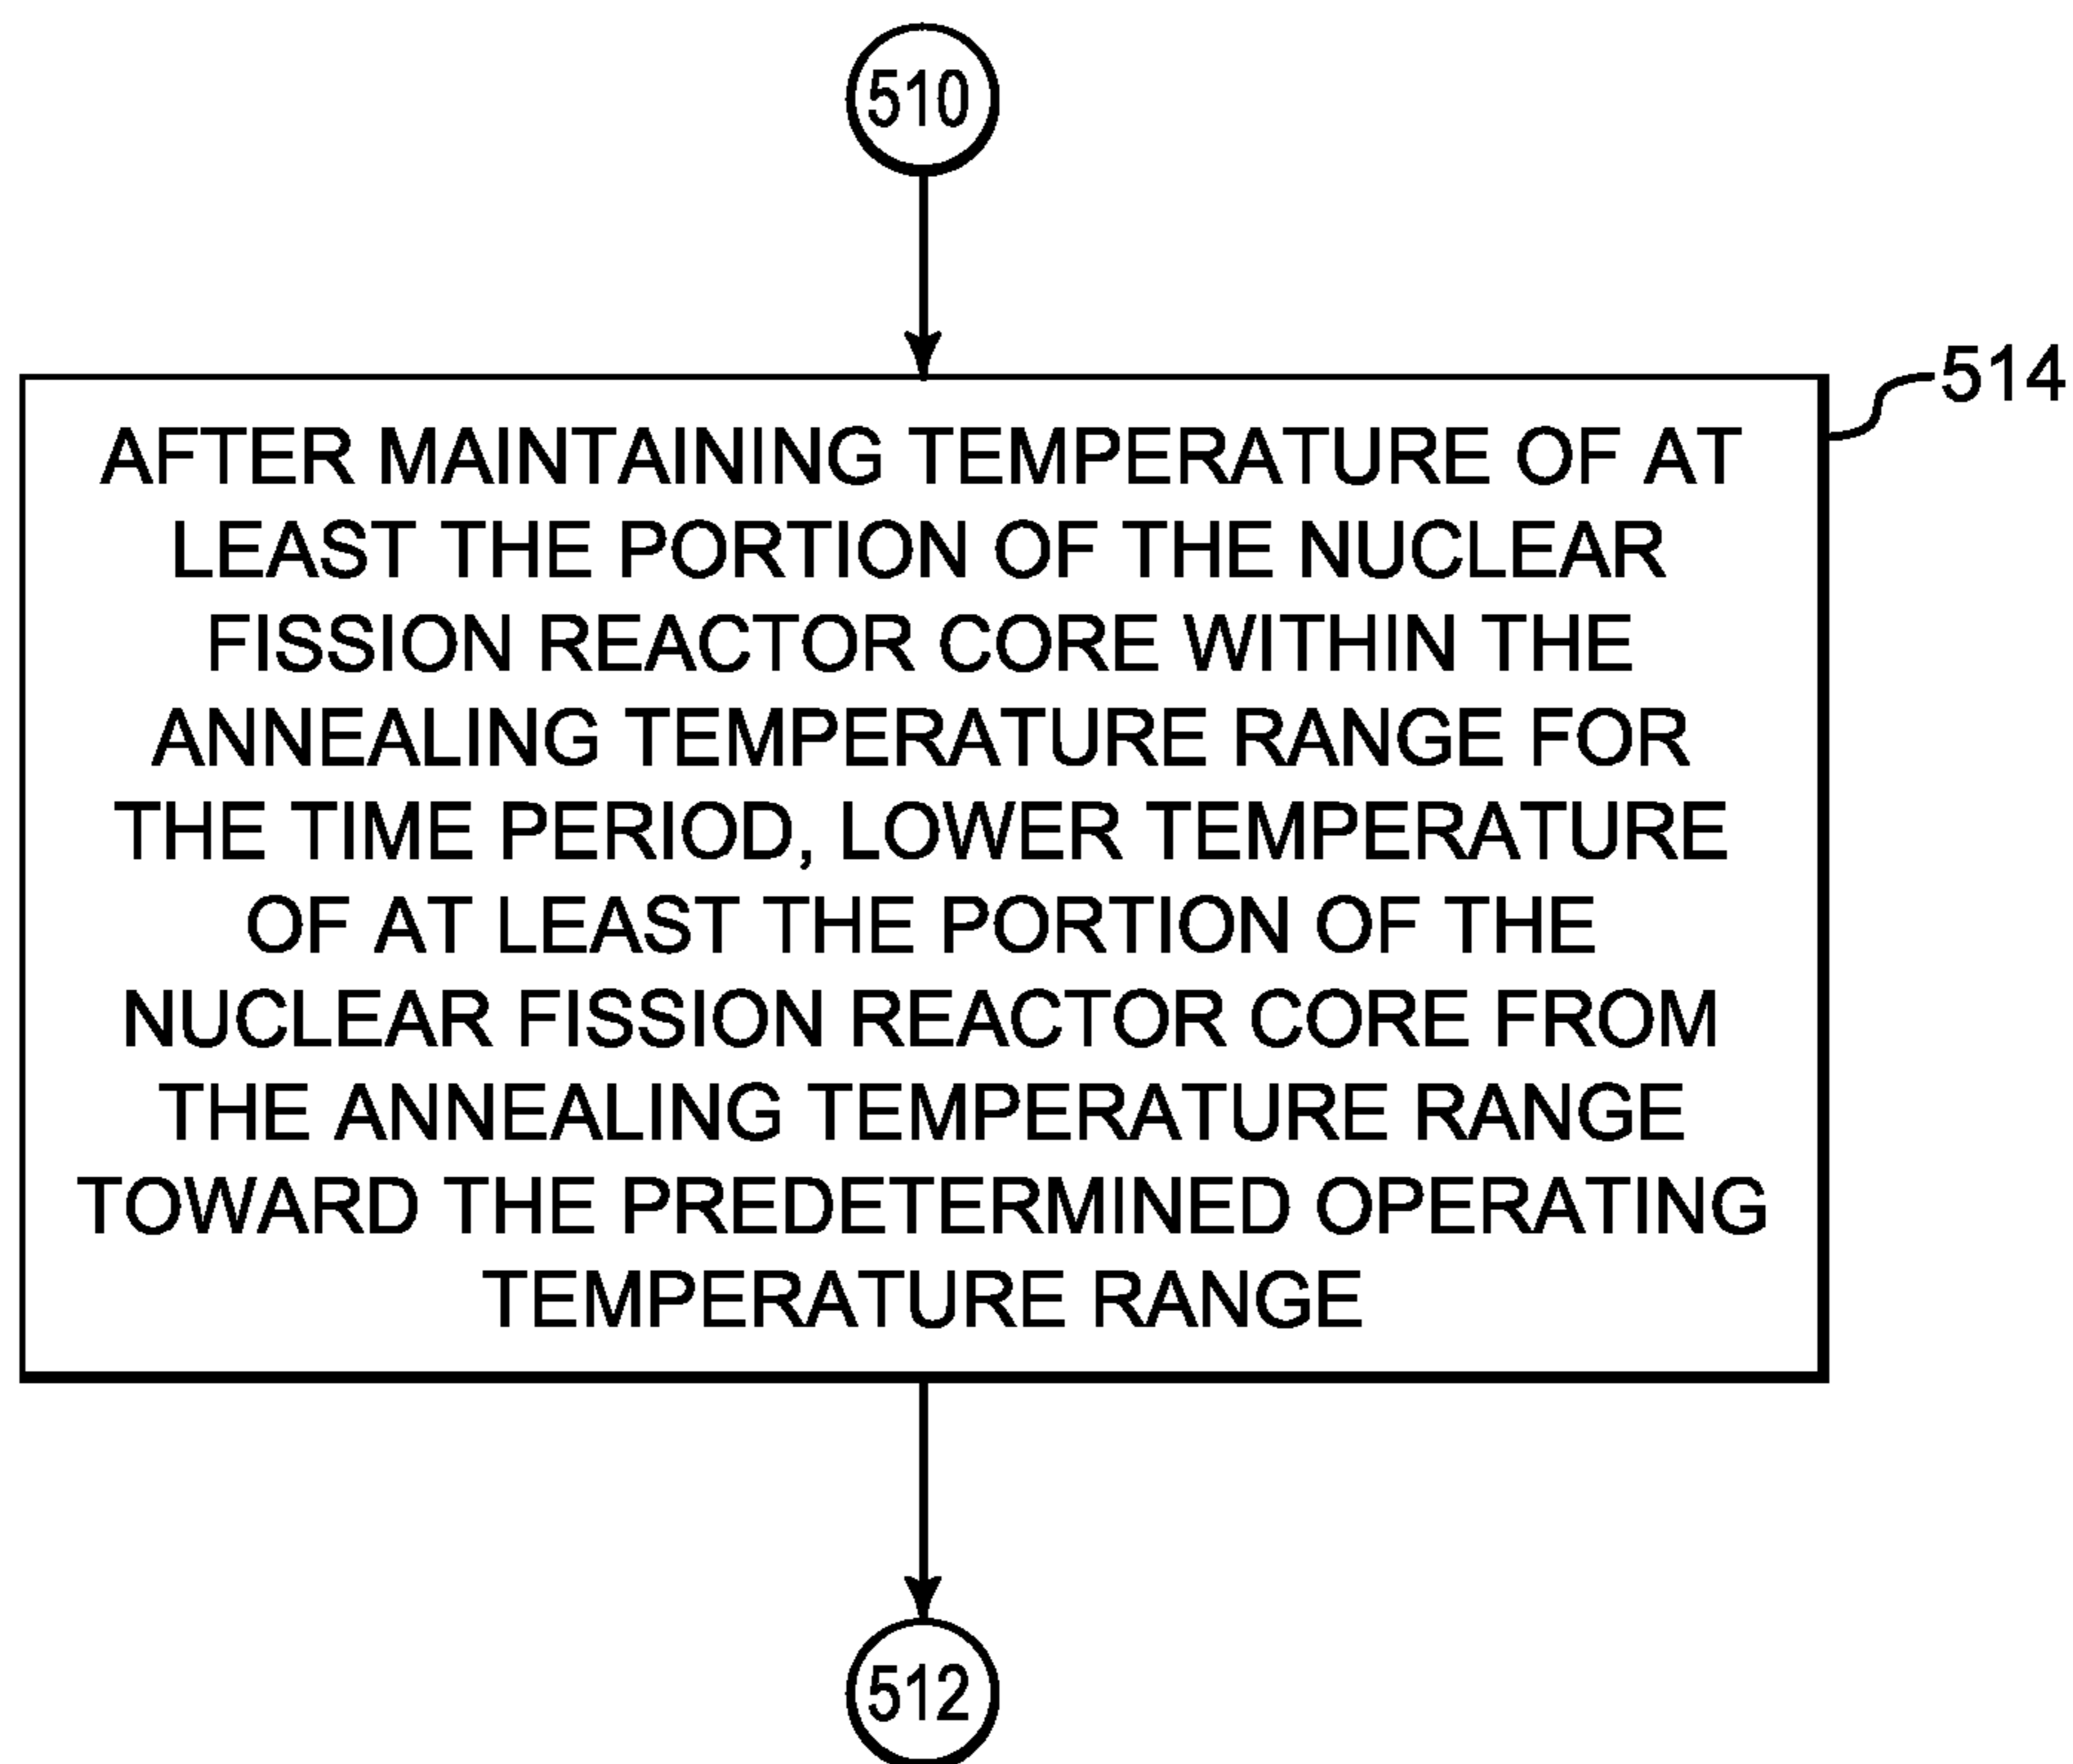 510
514
AFTER MAINTAINING TEMPERATURE OF AT
LEAST THE PORTION OF THE NUCLEAR
FISSION REACTOR CORE WITHIN THE
ANNEALING TEMPERATURE RANGE FOR
THE TIME PERIOD, LOWER TEMPERATURE
OF AT LEAST THE PORTION OF THE
NUCLEAR FISSION REACTOR CORE FROM
THE ANNEALING TEMPERATURE RANGE
TOWARD THE PREDETERMINED OPERATING
TEMPERATURE RANGE
512